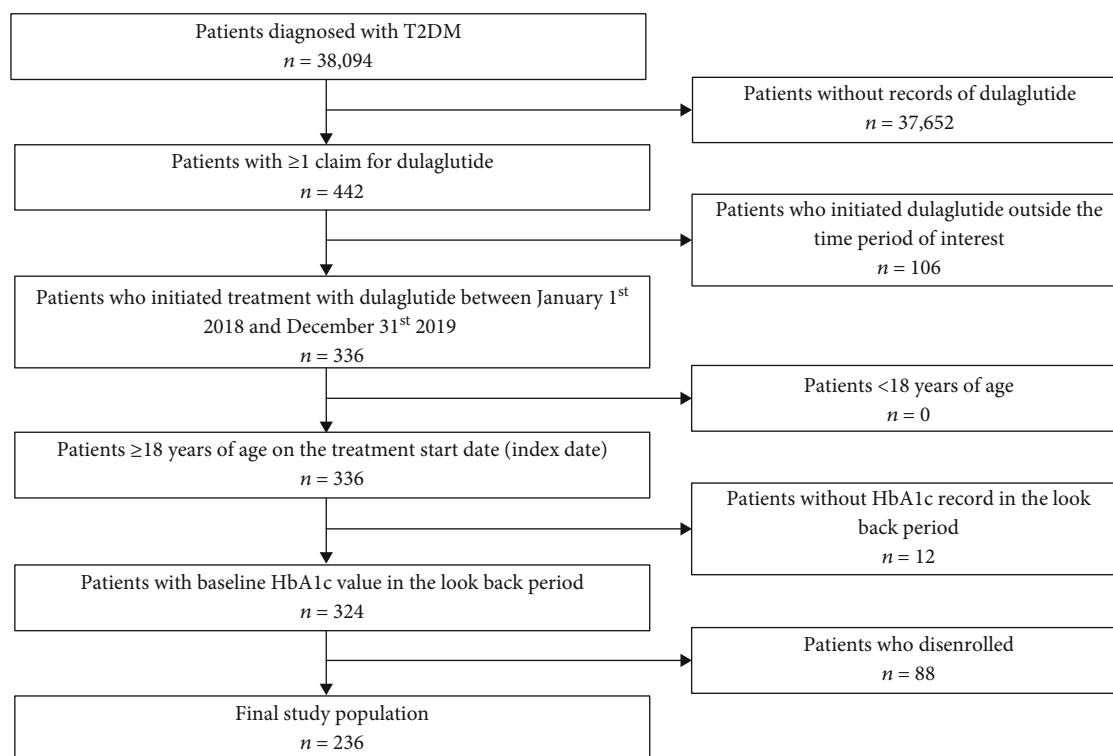 Patients diagnosed with T2DM
n = 38,094
Patients without records of dulaglutide
n = 37,652
Patients with ≥1 claim for dulaglutide
n = 442
Patients who initiated dulaglutide outside the
time period of interest
n = 106
Patients who initiated treatment with dulaglutide between January 1st
2018 and December 31st 2019
n = 336
Patients <18 years of age
n = 0
Patients ≥18 years of age on the treatment start date (index date)
n = 336
Patients without HbA1c record in the look
back period
n = 12
Patients with baseline HbA1c value in the look back period
n = 324
Patients who disenrolled
n = 88
Final study population
n = 236